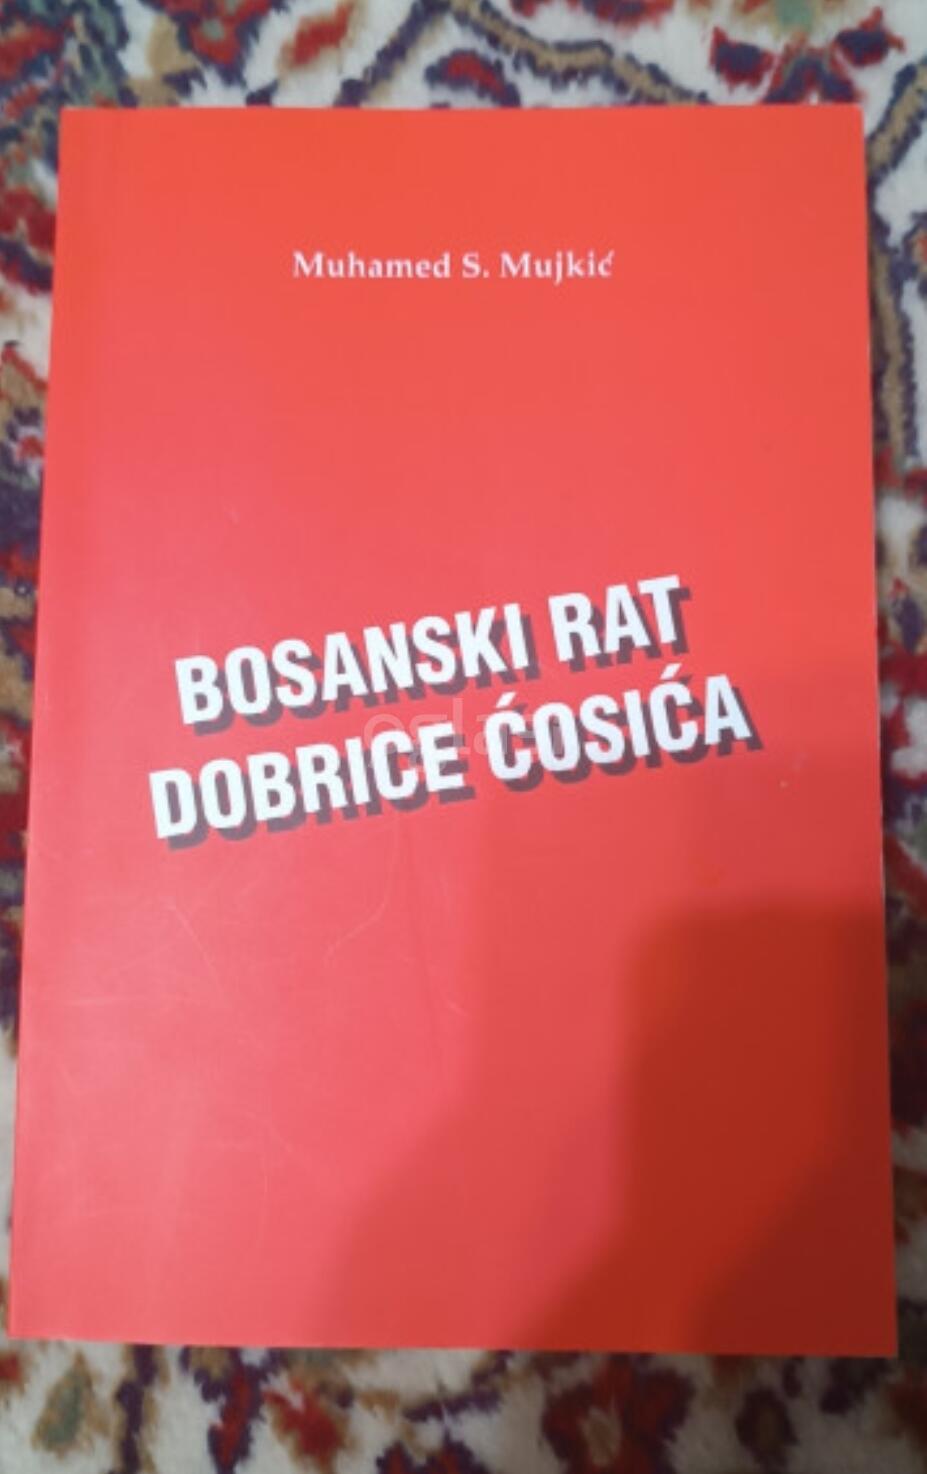 Muhamed S. Mujkić
BOSANSKI RAT
DOBRICE ĆOSIĆA